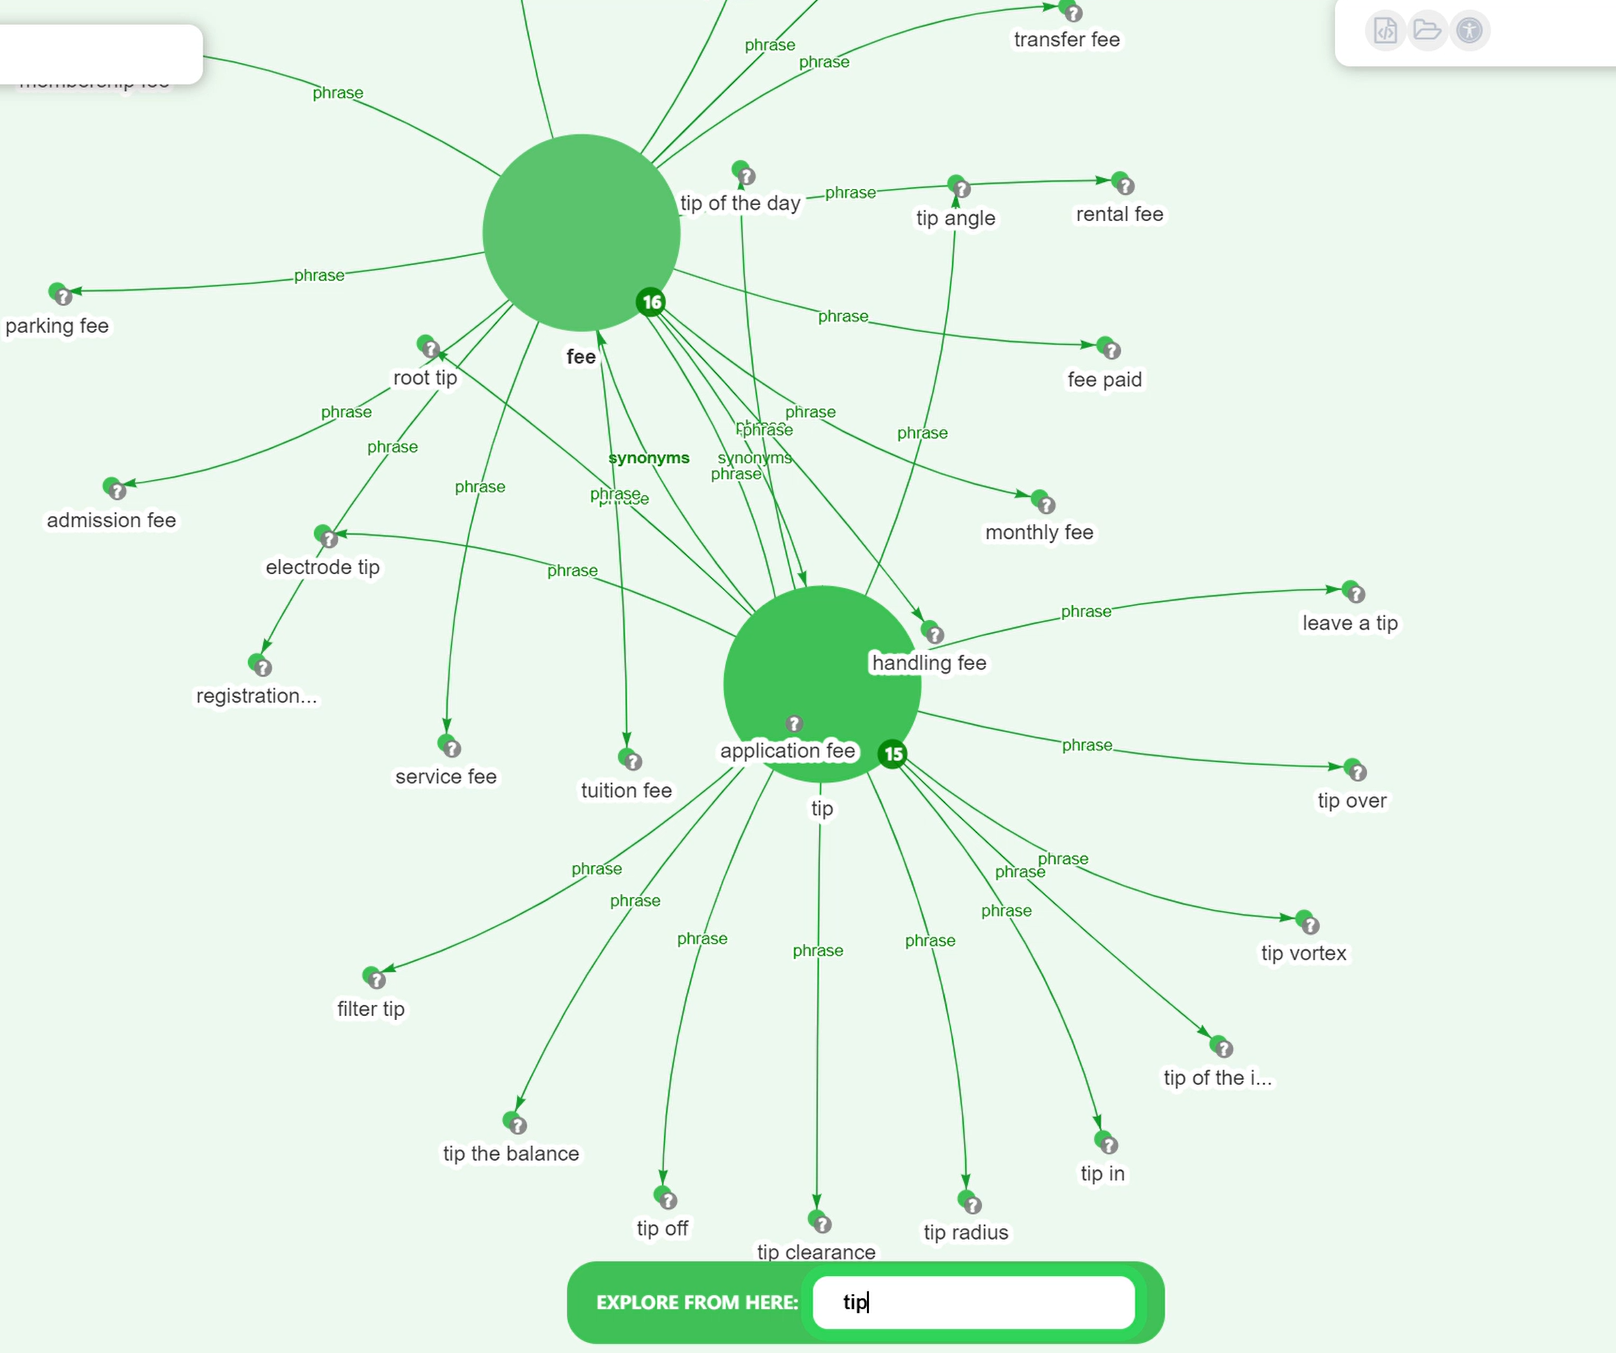 transfer fee
phrase
phrase
membership fee
phrase
tip of the day
phrase
tip angle
rental fee
phrase
parking fee
16
phrase
fee
root tip
fee paid
phrase
phrase
phrase
phrase
phrase
phrase
synonyms
synonyms
phrase
phrase
phrase
phrase
admission fee
monthly fee
electrode tip
phrase
phrase
leave a tip
handling fee
registration...
application fee
15
phrase
service fee
tuition fee
tip
tip over
phrase
phrase
phrase
phrase
phrase
phrase
phrase
phrase
tip vortex
filter tip
tip of the i...
tip the balance
tip in
tip off
tip radius
tip clearance
EXPLORE FROM HERE:
tip